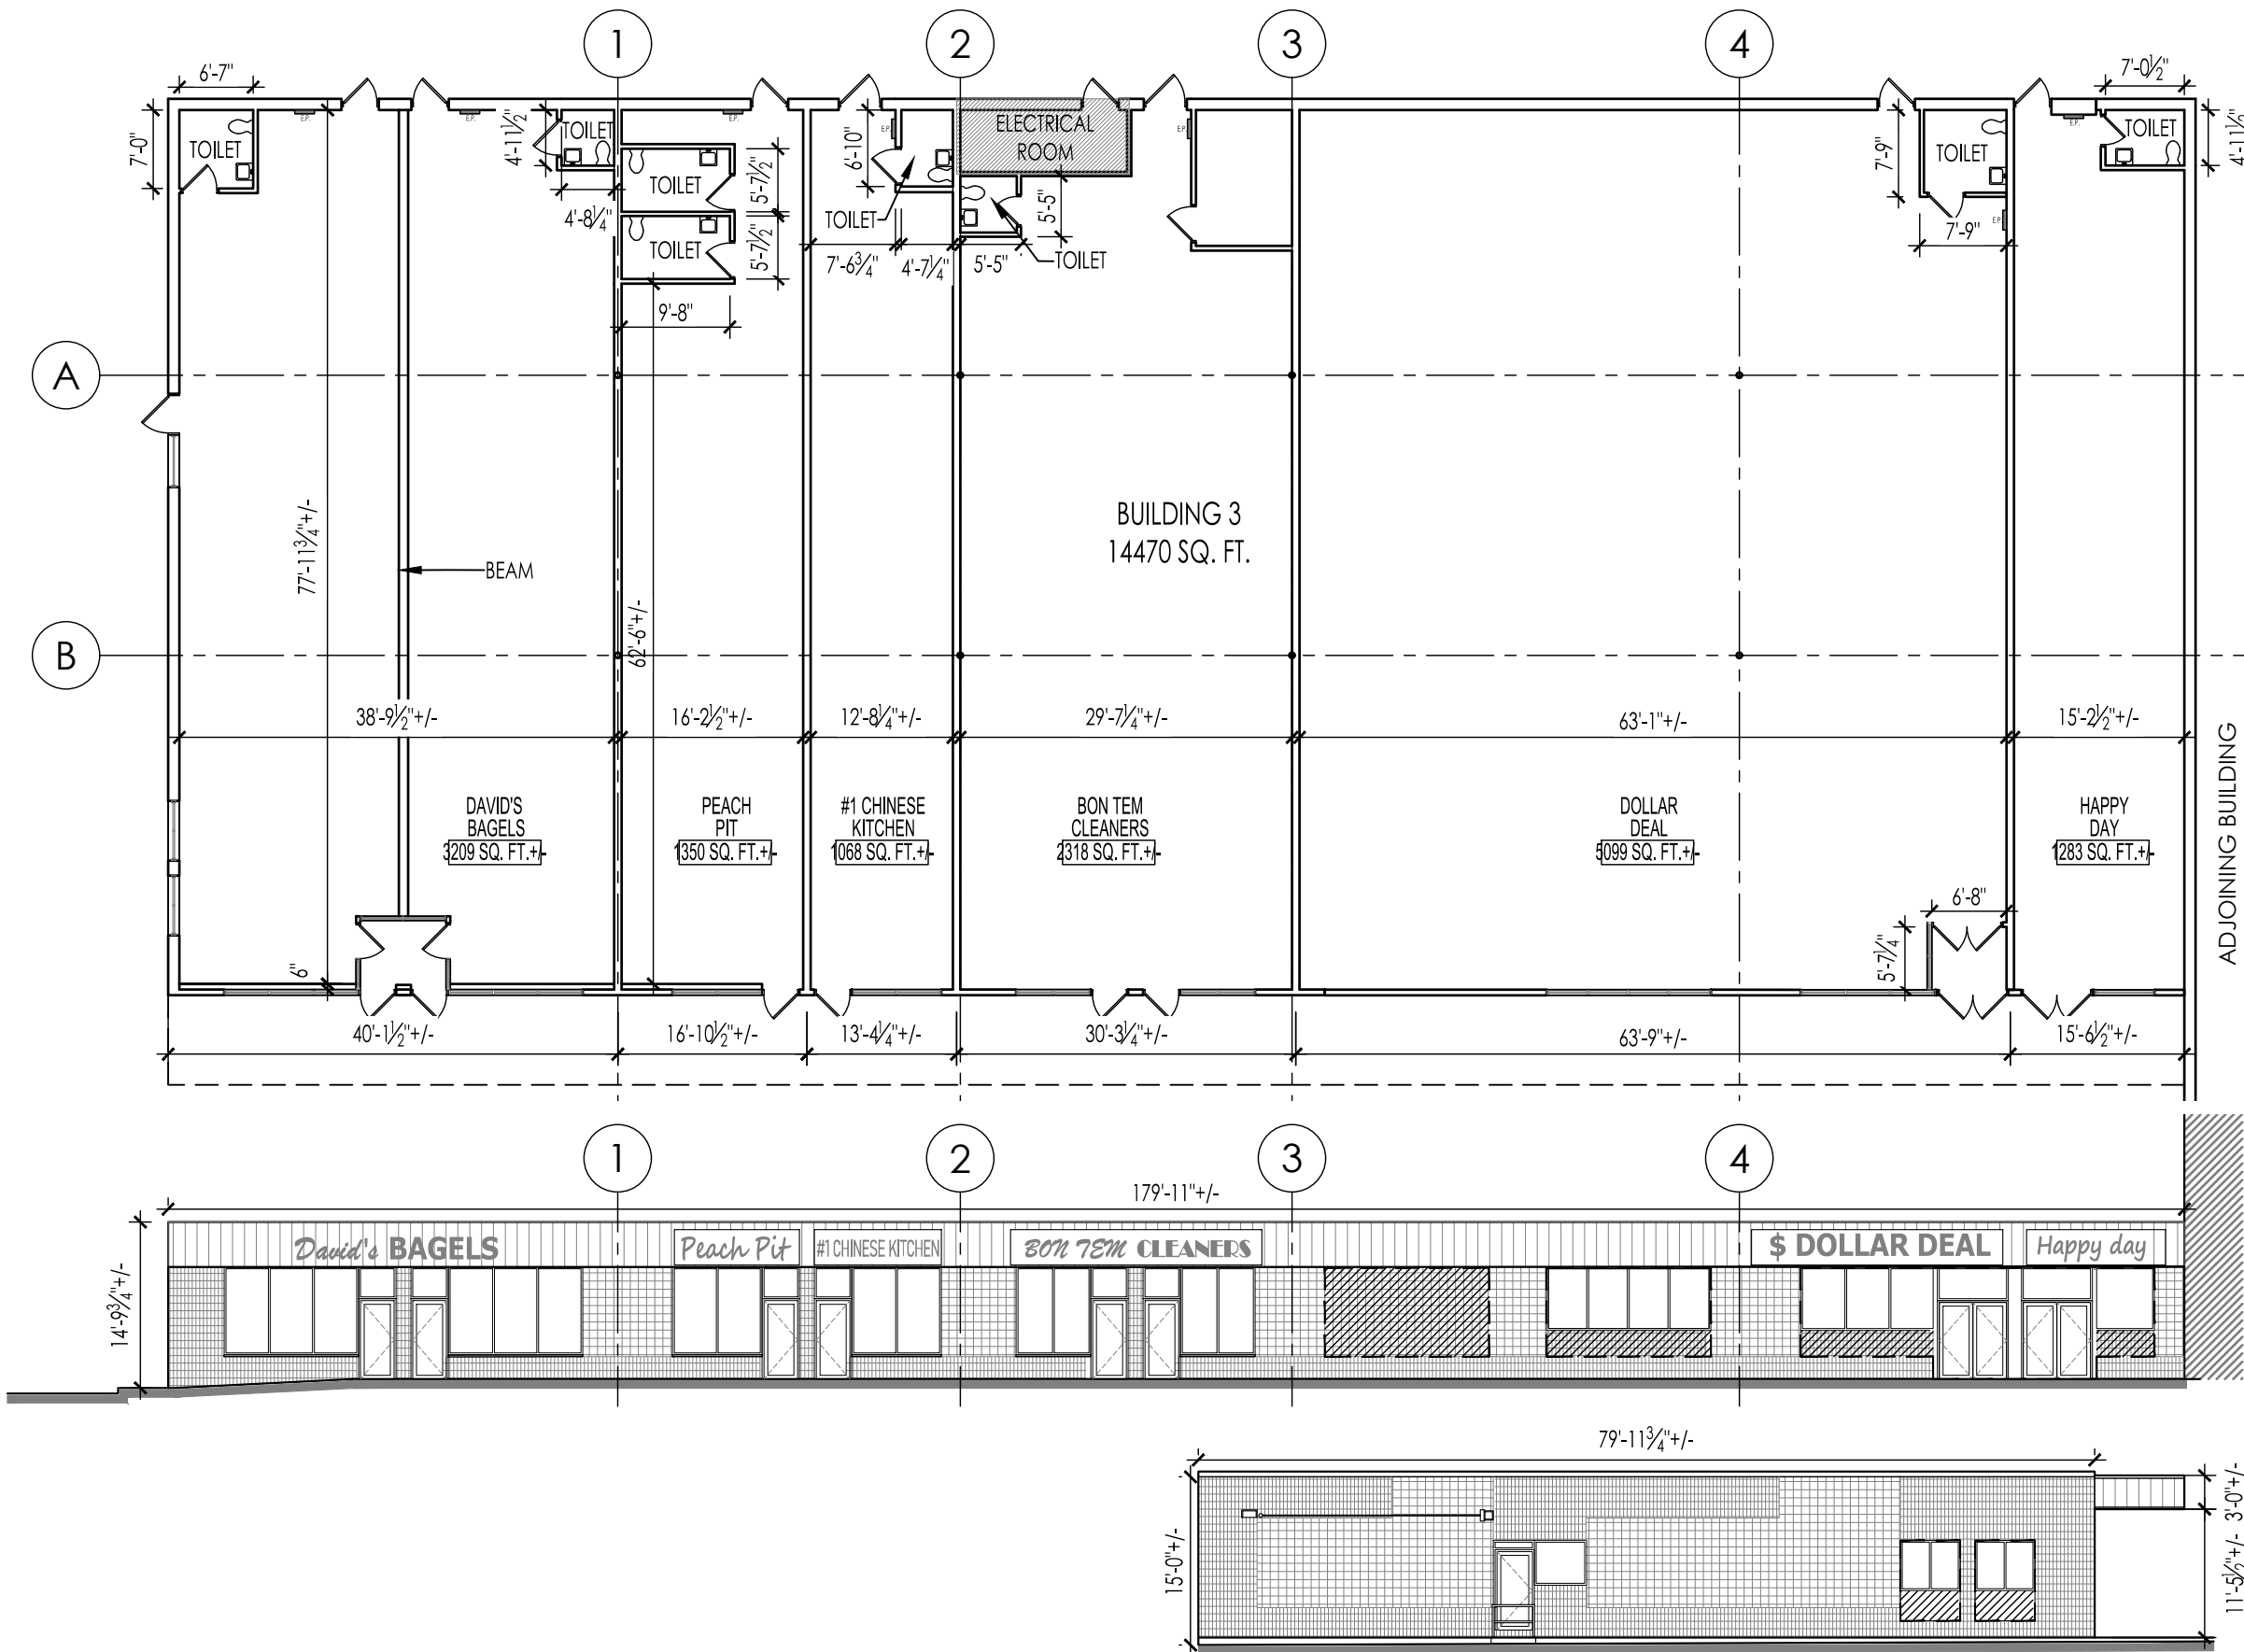 1
2
3
4
6'-7"
7'-0½"
7'-0"
TOILET
E.P.
E.P.
4'-11½"
TOILET
4'-8¼"
E.P.
TOILET
5'-7½"
TOILET
5'-7½"
9'-8"
E.P.
6'-10"
TOILET
7'-6¾"
4'-7¼"
ELECTRICAL
ROOM
5'-5"
5'-5"
TOILET
E.P.
7'-9"
TOILET
E.P.
7'-9"
E.P.
TOILET
4'-11½"
A
B
77'-11¾"+/-
BEAM
62'-6"+/-
BUILDING 3
14470 SQ. FT.
38'-9½"+/-
16'-2½"+/-
12'-8¼"+/-
29'-7¼"+/-
63'-1"+/-
15'-2½"+/-
ADJOINING BUILDING
DAVID'S
BAGELS
3209 SQ. FT.+/-
PEACH
PIT
1350 SQ. FT.+/-
#1 CHINESE
KITCHEN
1068 SQ. FT.+/-
BON TEM
CLEANERS
2318 SQ. FT.+/-
DOLLAR
DEAL
5099 SQ. FT.+/-
HAPPY
DAY
1283 SQ. FT.+/-
6"
6'-8"
5'-7¼"
40'-1½"+/-
16'-10½"+/-
13'-4¼"+/-
30'-3¼"+/-
63'-9"+/-
15'-6½"+/-
1
2
3
4
179'-11"+/-
14'-9¾"+/-
David's BAGELS
Peach Pit
#1 CHINESE KITCHEN
BON TEM CLEANERS
$ DOLLAR DEAL
Happy day
79'-11¾"+/-
15'-0"+/-
3'-0"+/-
11'-5½"+/-